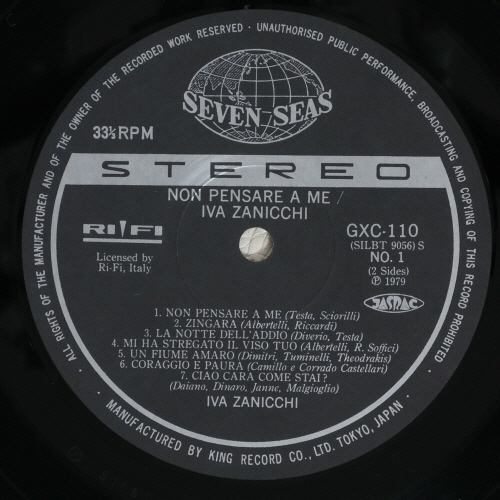 ALL RIGHTS OF THE MANUFACTURER AND OF THE OWNER OF THE RECORDED WORK RESERVED · UNAUTHORISED PUBLIC PERFORMANCE, BROADCASTING AND COPYING OF THIS RECORD PROHIBITED ·
SEVEN SEAS
33⅓RPM
STEREO
NON PENSARE A ME /
IVA ZANICCHI
RI/FI
GXC-110
(SILBT 9056) S
Licensed by
Ri-Fi, Italy
NO. 1
(2 Sides)
℗ 1979
JASRAC
1. NON PENSARE A ME (Testa, Sciorilli)
2. ZINGARA (Albertelli, Riccardi)
3. LA NOTTE DELL'ADDIO (Diverio, Testa)
4. MI HA STREGATO IL VISO TUO (Albertelli, R. Soffici)
5. UN FIUME AMARO (Dimitri, Tuminelli, Theodrakis)
6. CORAGGIO E PAURA (Camillo e Corrado Castellari)
7. CIAO CARA COME STAI?
(Daiano, Dinaro, Janne, Malgioglio)
IVA ZANICCHI
· MANUFACTURED BY KING RECORD CO., LTD. TOKYO, JAPAN ·